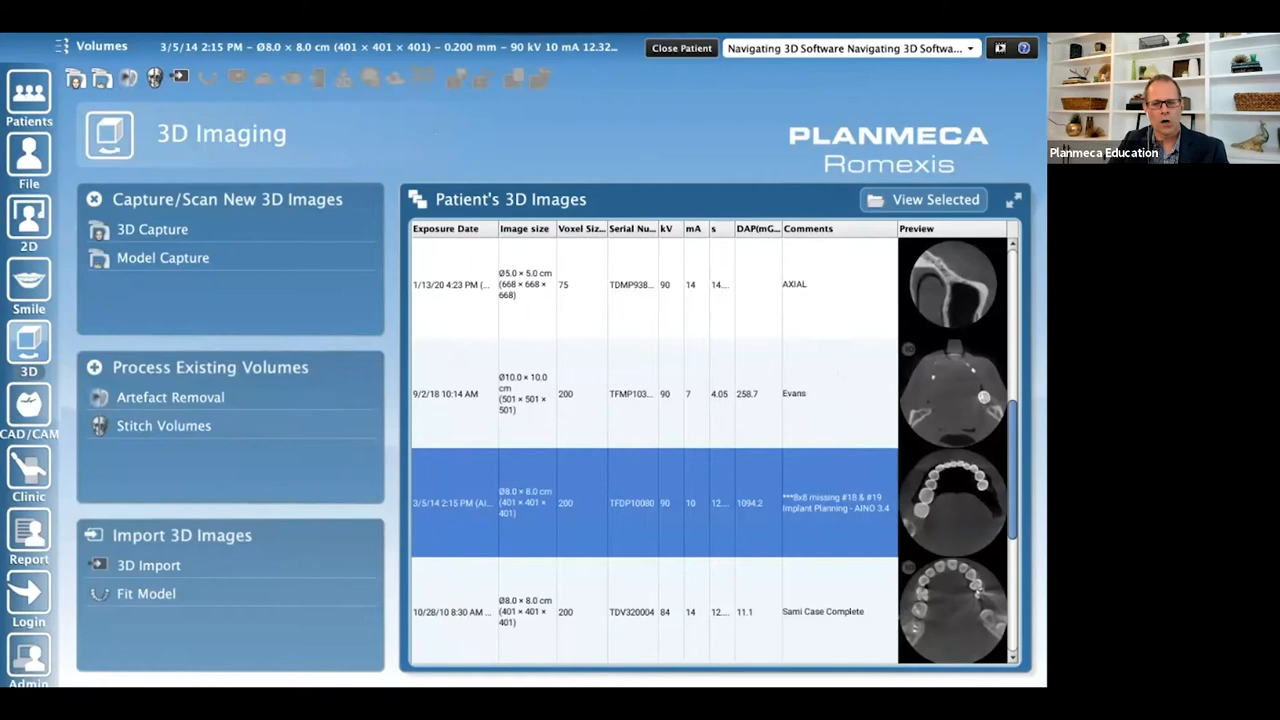 Volumes
3/5/14 2:15 PM - Ø8.0 × 8.0 cm (401 × 401 × 401) - 0.200 mm - 90 kV 10 mA 12.32...
Close Patient
Navigating 3D Software Navigating 3D Softwa...
Patients
File
2D
Smile
3D
CAD/CAM
Clinic
Report
Login
Admin
3D Imaging
PLANMECA
Romexis
Capture/Scan New 3D Images
3D Capture
Model Capture
Process Existing Volumes
Artefact Removal
Stitch Volumes
Import 3D Images
3D Import
Fit Model
Patient's 3D Images
View Selected
Exposure Date Image size Voxel Siz... Serial Nu... kV mA s DAP(mG... Comments Preview
1/13/20 4:23 PM (... Ø5.0 × 5.0 cm (668 × 668 × 668) 75 TDMP938... 90 14 14... AXIAL
9/2/18 10:14 AM Ø10.0 × 10.0 cm (501 × 501 × 501) 200 TFMP103... 90 7 4.05 258.7 Evans
3/5/14 2:15 PM (Al... Ø8.0 × 8.0 cm (401 × 401 × 401) 200 TFDP10080 90 10 12... 1094.2 ***8x8 missing #18 & #19 Implant Planning - AINO 3.4
10/28/10 8:30 AM ... Ø8.0 × 8.0 cm (401 × 401 × 401) 200 TDV320004 84 14 12... 11.1 Sami Case Complete
Planmeca Education